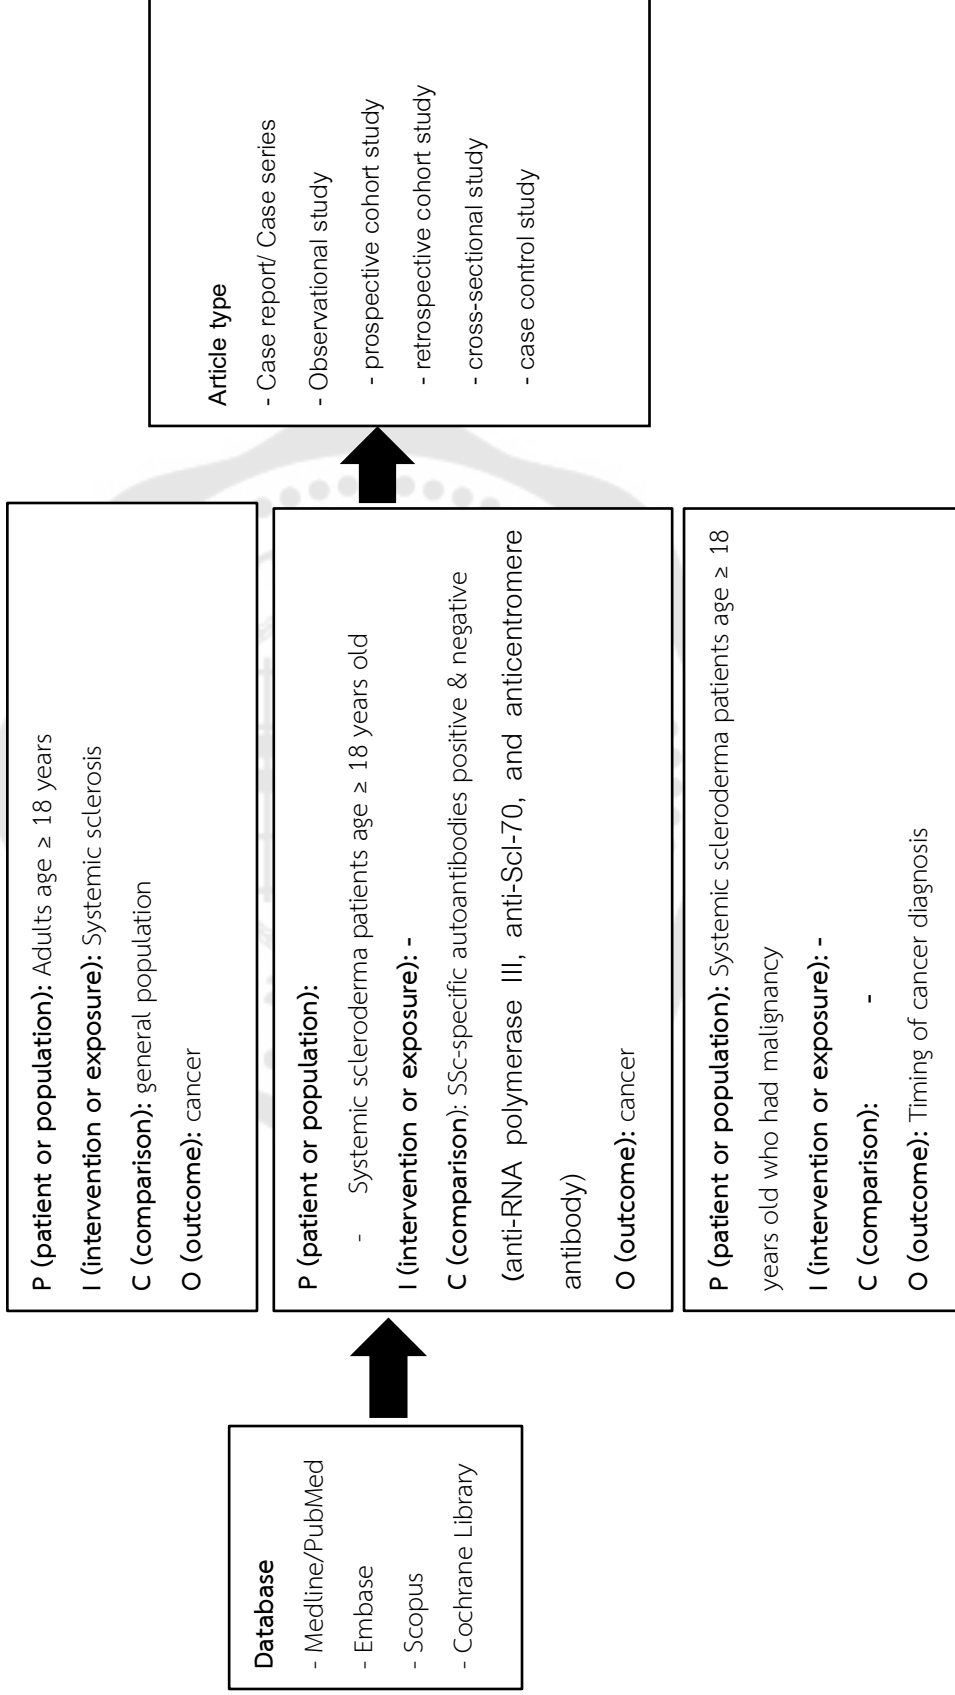 Database
- Medline/PubMed
- Embase
- Scopus
- Cochrane Library
P (patient or population): Adults age ≥ 18 years
I (intervention or exposure): Systemic sclerosis
C (comparison): general population
O (outcome): cancer
P (patient or population):
- Systemic scleroderma patients age ≥ 18 years old
I (intervention or exposure): -
C (comparison): SSc-specific autoantibodies positive & negative
(anti-RNA polymerase III, anti-Scl-70, and anticentromere
antibody)
O (outcome): cancer
P (patient or population): Systemic scleroderma patients age ≥ 18
years old who had malignancy
I (intervention or exposure): -
C (comparison): -
O (outcome): Timing of cancer diagnosis
Article type
- Case report/ Case series
- Observational study
- prospective cohort study
- retrospective cohort study
- cross-sectional study
- case control study